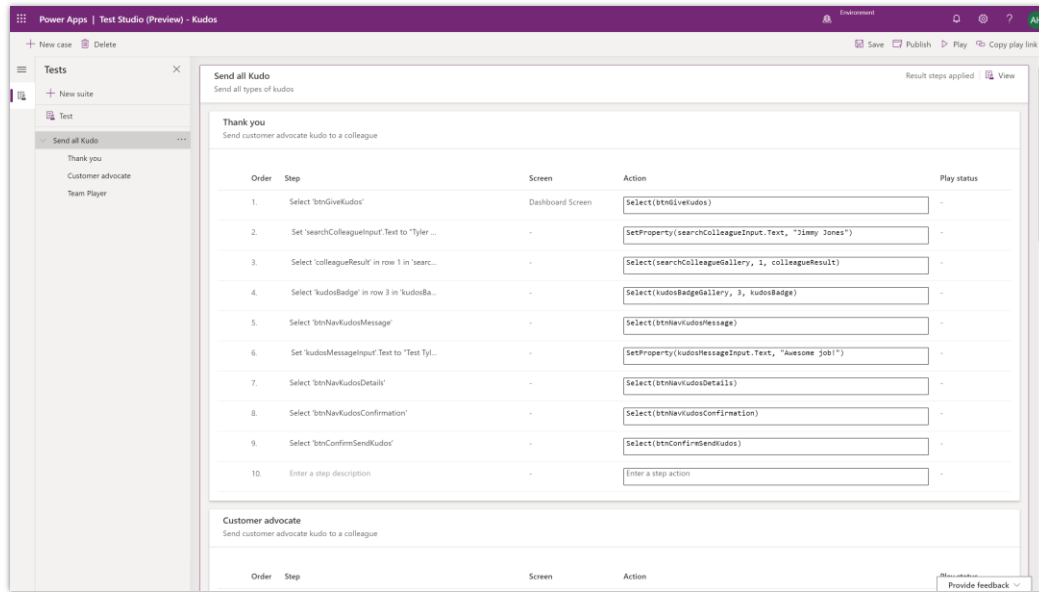 Power Apps | Test Studio (Preview) - Kudos
Environment
? AH
+ New case Delete
Save Publish Play Copy play link
Tests
+ New suite
Test
Send all Kudo ...
Thank you
Customer advocate
Team Player
Send all Kudo
Send all types of kudos
Result steps applied View
Thank you
Send customer advocate kudo to a colleague
Order Step Screen Action Play status
1. Select 'btnGiveKudos' Dashboard Screen Select(btnGiveKudos) -
2. Set 'searchColleagueInput'.Text to "Tyler ... - SetProperty(searchColleagueInput.Text, "Jimmy Jones") -
3. Select 'colleagueResult' in row 1 in 'searc... - Select(searchColleagueGallery, 1, colleagueResult) -
4. Select 'kudosBadge' in row 3 in 'kudosBa... - Select(kudosBadgeGallery, 3, kudosBadge) -
5. Select 'btnNavKudosMessage' - Select(btnNavKudosMessage) -
6. Set 'kudosMessageInput'.Text to "Test Tyl... - SetProperty(kudosMessageInput.Text, "Awesome job!") -
7. Select 'btnNavKudosDetails' - Select(btnNavKudosDetails) -
8. Select 'btnNavKudosConfirmation' - Select(btnNavKudosConfirmation) -
9. Select 'btnConfirmSendKudos' - Select(btnConfirmSendKudos) -
10. Enter a step description - Enter a step action -
Customer advocate
Send customer advocate kudo to a colleague
Order Step Screen Action Play status
Provide feedback